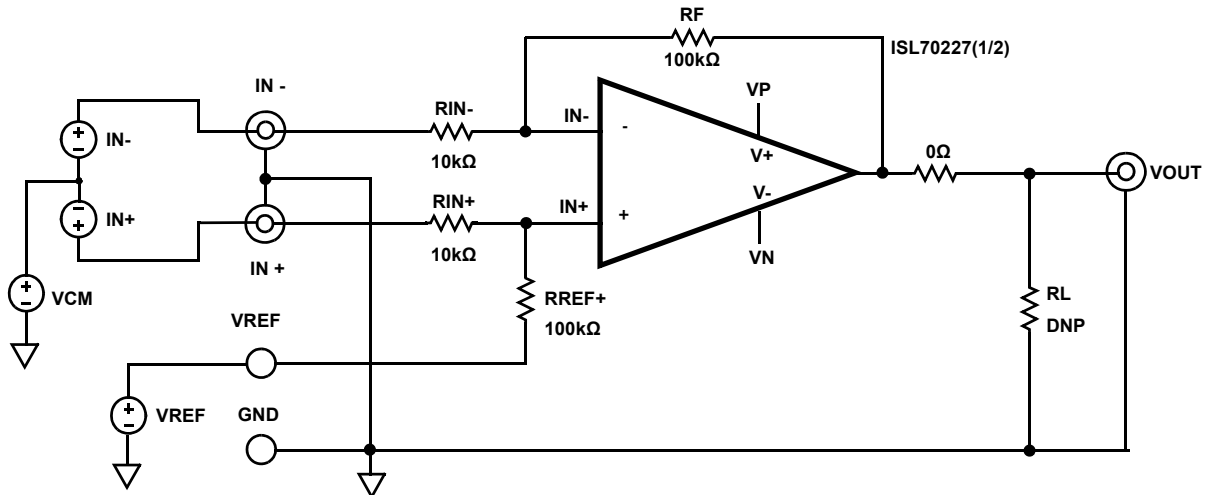 RF
100kΩ
ISL70227(1/2)
IN -
VP
IN-
RIN-
IN-
-
10kΩ
V+
0Ω
VOUT
IN+
RIN+
IN+
+
V-
10kΩ
VN
IN +
VCM
RREF+
100kΩ
RL
DNP
VREF
VREF
GND